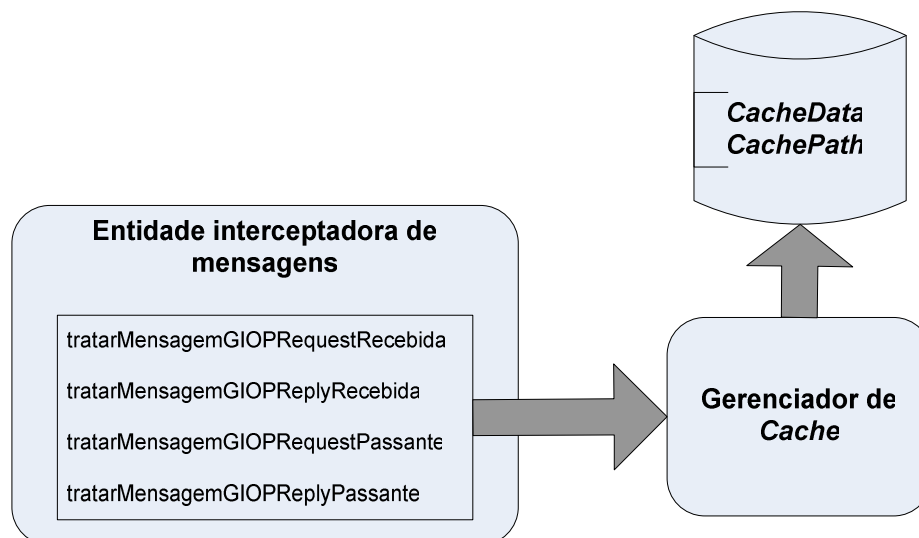 CacheData
CachePath
Entidade interceptadora de
mensagens
tratarMensagemGIOPRequestRecebida
tratarMensagemGIOPReplyRecebida
tratarMensagemGIOPRequestPassante
tratarMensagemGIOPReplyPassante
Gerenciador de
Cache